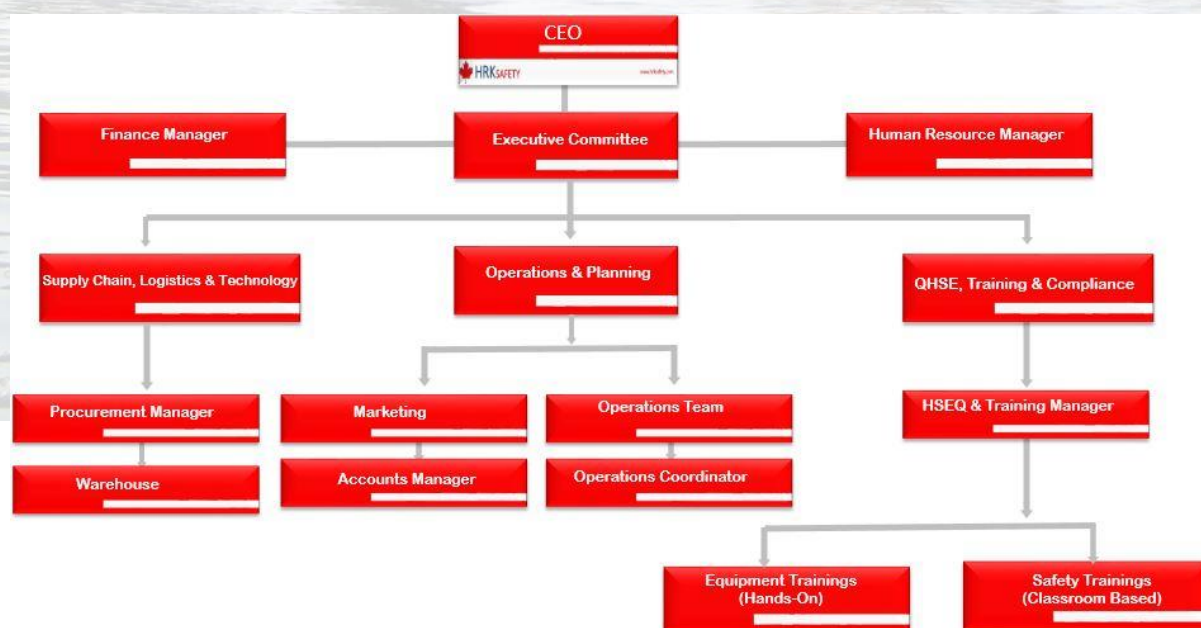 CEO
HRKSAFETY
Finance Manager
Executive Committee
Human Resource Manager
Supply Chain, Logistics & Technology
Operations & Planning
QHSE, Training & Compliance
Procurement Manager
Marketing
Operations Team
HSEQ & Training Manager
Warehouse
Accounts Manager
Operations Coordinator
Equipment Trainings
(Hands-On)
Safety Trainings
(Classroom Based)